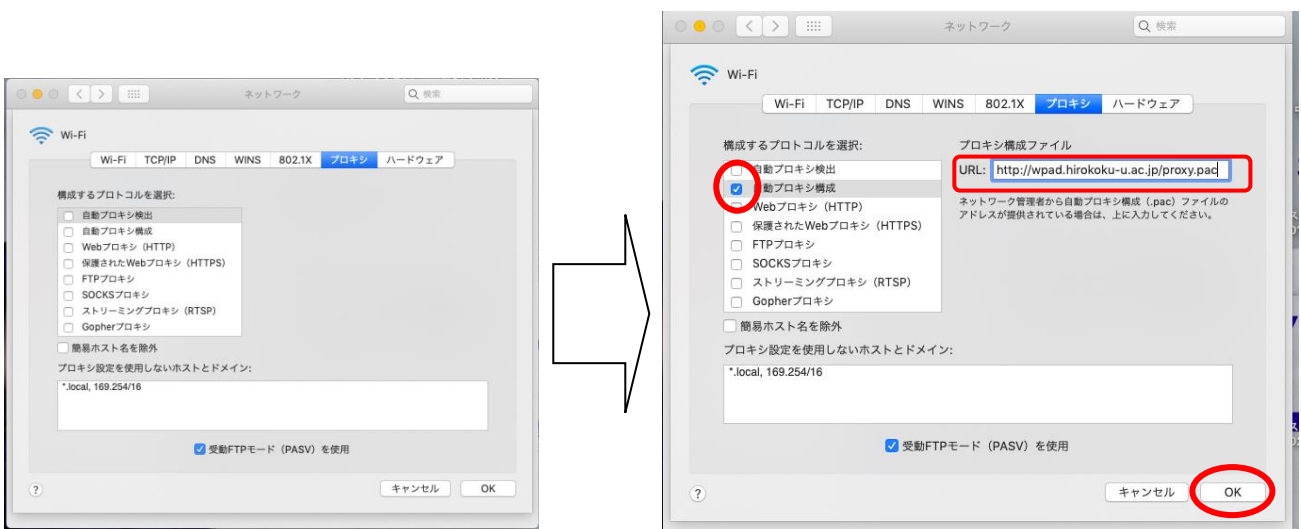 ネットワーク
検索
Wi-Fi
Wi-Fi TCP/IP DNS WINS 802.1X プロキシ ハードウェア
構成するプロトコルを選択:
自動プロキシ検出
自動プロキシ構成
Webプロキシ（HTTP）
保護されたWebプロキシ（HTTPS）
FTPプロキシ
SOCKSプロキシ
ストリーミングプロキシ（RTSP）
Gopherプロキシ
簡易ホスト名を除外
プロキシ設定を使用しないホストとドメイン:
*.local, 169.254/16
受動FTPモード（PASV）を使用
?
キャンセル
OK
ネットワーク
検索
Wi-Fi
Wi-Fi TCP/IP DNS WINS 802.1X プロキシ ハードウェア
構成するプロトコルを選択:
自動プロキシ検出
自動プロキシ構成
Webプロキシ（HTTP）
保護されたWebプロキシ（HTTPS）
FTPプロキシ
SOCKSプロキシ
ストリーミングプロキシ（RTSP）
Gopherプロキシ
プロキシ構成ファイル
URL: http://wpad.hirokoku-u.ac.jp/proxy.pac
ネットワーク管理者から自動プロキシ構成（.pac）ファイルの
アドレスが提供されている場合は、上に入力してください。
簡易ホスト名を除外
プロキシ設定を使用しないホストとドメイン:
*.local, 169.254/16
受動FTPモード（PASV）を使用
?
キャンセル
OK